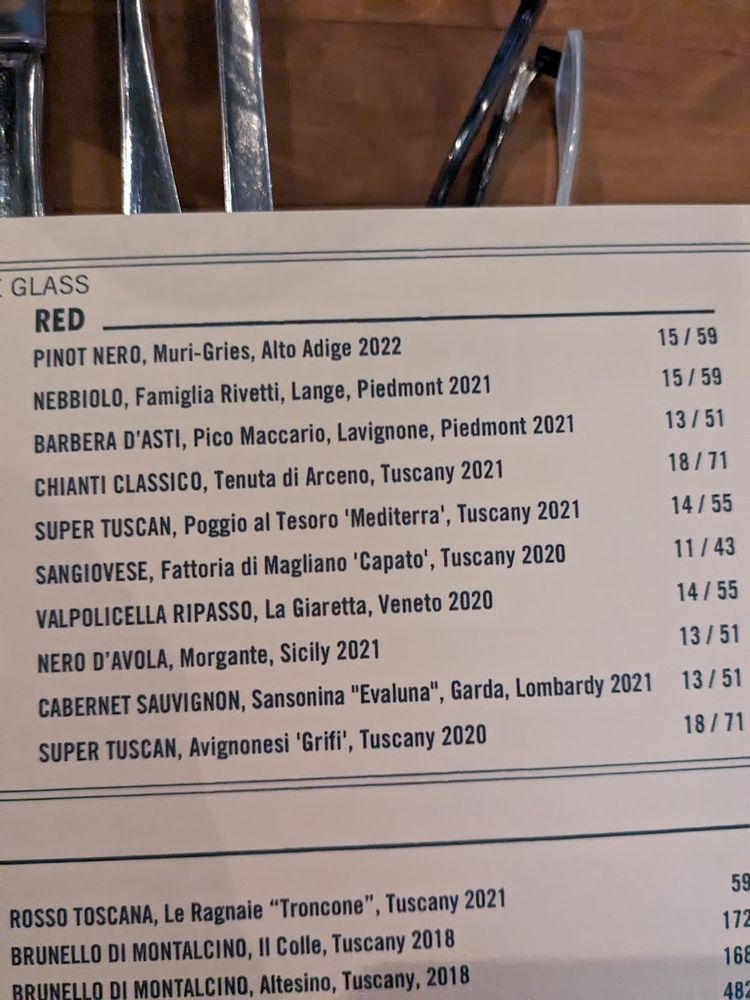 GLASS
RED
PINOT NERO, Muri-Gries, Alto Adige 2022 15 / 59
NEBBIOLO, Famiglia Rivetti, Lange, Piedmont 2021 15 / 59
BARBERA D'ASTI, Pico Maccario, Lavignone, Piedmont 2021 13 / 51
CHIANTI CLASSICO, Tenuta di Arceno, Tuscany 2021 18 / 71
SUPER TUSCAN, Poggio al Tesoro 'Mediterra', Tuscany 2021 14 / 55
SANGIOVESE, Fattoria di Magliano 'Capato', Tuscany 2020 11 / 43
VALPOLICELLA RIPASSO, La Giaretta, Veneto 2020 14 / 55
NERO D'AVOLA, Morgante, Sicily 2021 13 / 51
CABERNET SAUVIGNON, Sansonina "Evaluna", Garda, Lombardy 2021 13 / 51
SUPER TUSCAN, Avignonesi 'Grifi', Tuscany 2020 18 / 71
ROSSO TOSCANA, Le Ragnaie “Troncone”, Tuscany 2021 59
BRUNELLO DI MONTALCINO, Il Colle, Tuscany 2018 172
BRUNELLO DI MONTALCINO, Altesino, Tuscany, 2018 168
482